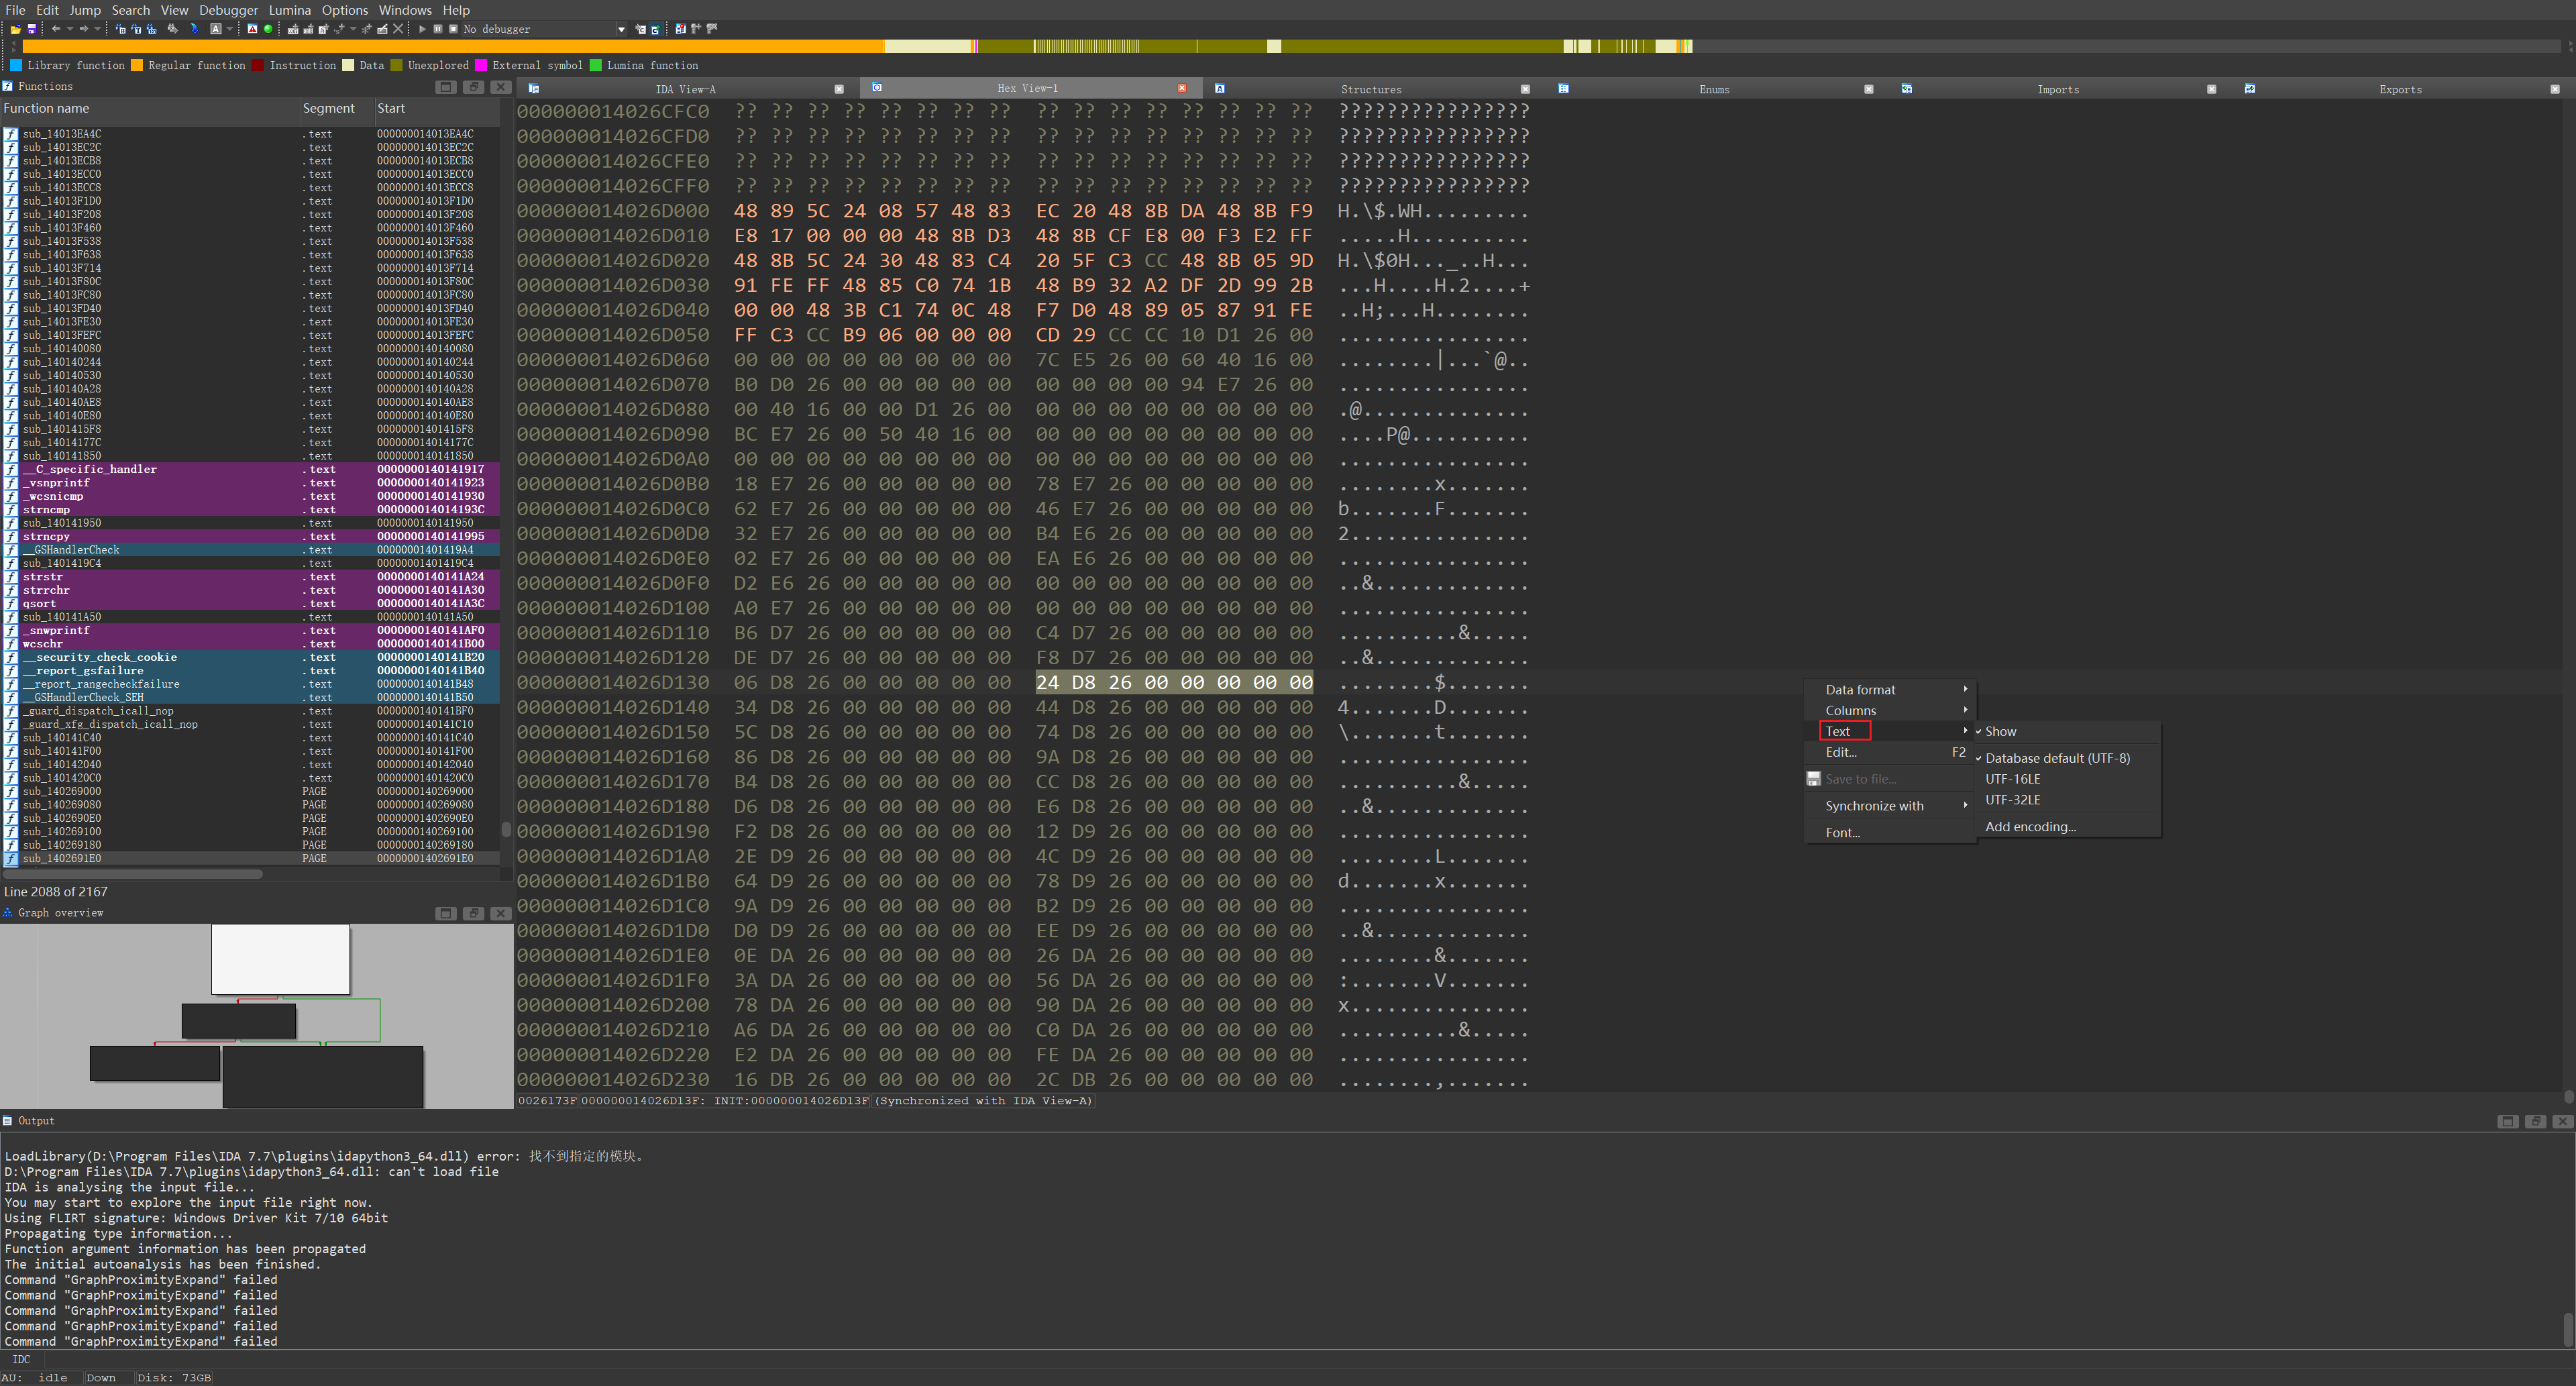 File Edit Jump Search View Debugger Lumina Options Windows Help
No debugger
Library function Regular function Instruction Data Unexplored External symbol Lumina function
Functions
Function name Segment Start
sub_14013EA4C .text 000000014013EA4C
sub_14013EC2C .text 000000014013EC2C
sub_14013ECB8 .text 000000014013ECB8
sub_14013ECC0 .text 000000014013ECC0
sub_14013ECC8 .text 000000014013ECC8
sub_14013F1D0 .text 000000014013F1D0
sub_14013F208 .text 000000014013F208
sub_14013F460 .text 000000014013F460
sub_14013F538 .text 000000014013F538
sub_14013F638 .text 000000014013F638
sub_14013F714 .text 000000014013F714
sub_14013F80C .text 000000014013F80C
sub_14013FC80 .text 000000014013FC80
sub_14013FD40 .text 000000014013FD40
sub_14013FE30 .text 000000014013FE30
sub_14013FEFC .text 000000014013FEFC
sub_140140080 .text 0000000140140080
sub_140140244 .text 0000000140140244
sub_140140530 .text 0000000140140530
sub_140140A28 .text 0000000140140A28
sub_140140AE8 .text 0000000140140AE8
sub_140140E80 .text 0000000140140E80
sub_1401415F8 .text 00000001401415F8
sub_14014177C .text 000000014014177C
sub_140141850 .text 0000000140141850
__C_specific_handler .text 0000000140141917
_vsnprintf .text 0000000140141923
_wcsnicmp .text 0000000140141930
strncmp .text 000000014014193C
sub_140141950 .text 0000000140141950
strncpy .text 0000000140141995
__GSHandlerCheck .text 00000001401419A4
sub_1401419C4 .text 00000001401419C4
strstr .text 0000000140141A24
strrchr .text 0000000140141A30
qsort .text 0000000140141A3C
sub_140141A50 .text 0000000140141A50
_snwprintf .text 0000000140141AF0
wcschr .text 0000000140141B00
__security_check_cookie .text 0000000140141B20
__report_gsfailure .text 0000000140141B40
__report_rangecheckfailure .text 0000000140141B48
__GSHandlerCheck_SEH .text 0000000140141B50
_guard_dispatch_icall_nop .text 0000000140141BF0
_guard_xfg_dispatch_icall_nop .text 0000000140141C10
sub_140141C40 .text 0000000140141C40
sub_140141F00 .text 0000000140141F00
sub_140142040 .text 0000000140142040
sub_1401420C0 .text 00000001401420C0
sub_140269000 PAGE 0000000140269000
sub_140269080 PAGE 0000000140269080
sub_1402690E0 PAGE 00000001402690E0
sub_140269100 PAGE 0000000140269100
sub_140269180 PAGE 0000000140269180
sub_1402691E0 PAGE 00000001402691E0
Line 2088 of 2167
Graph overview
IDA View-A Hex View-1 Structures Enums Imports Exports
000000014026CFC0 ?? ?? ?? ?? ?? ?? ?? ?? ?? ?? ?? ?? ?? ?? ?? ?? ????????????????
000000014026CFD0 ?? ?? ?? ?? ?? ?? ?? ?? ?? ?? ?? ?? ?? ?? ?? ?? ????????????????
000000014026CFE0 ?? ?? ?? ?? ?? ?? ?? ?? ?? ?? ?? ?? ?? ?? ?? ?? ????????????????
000000014026CFF0 ?? ?? ?? ?? ?? ?? ?? ?? ?? ?? ?? ?? ?? ?? ?? ?? ????????????????
000000014026D000 48 89 5C 24 08 57 48 83 EC 20 48 8B DA 48 8B F9 H.\$.WH.........
000000014026D010 E8 17 00 00 00 48 8B D3 48 8B CF E8 00 F3 E2 FF .....H..........
000000014026D020 48 8B 5C 24 30 48 83 C4 20 5F C3 CC 48 8B 05 9D H.\$0H..._..H...
000000014026D030 91 FE FF 48 85 C0 74 1B 48 B9 32 A2 DF 2D 99 2B ...H....H.2....+
000000014026D040 00 00 48 3B C1 74 0C 48 F7 D0 48 89 05 87 91 FE ..H;...H........
000000014026D050 FF C3 CC B9 06 00 00 00 CD 29 CC CC 10 D1 26 00 ................
000000014026D060 00 00 00 00 00 00 00 00 7C E5 26 00 60 40 16 00 ........|...`@..
000000014026D070 B0 D0 26 00 00 00 00 00 00 00 00 00 94 E7 26 00 ................
000000014026D080 00 40 16 00 00 D1 26 00 00 00 00 00 00 00 00 00 .@..............
000000014026D090 BC E7 26 00 50 40 16 00 00 00 00 00 00 00 00 00 ....P@..........
000000014026D0A0 00 00 00 00 00 00 00 00 00 00 00 00 00 00 00 00 ................
000000014026D0B0 18 E7 26 00 00 00 00 00 78 E7 26 00 00 00 00 00 ........x.......
000000014026D0C0 62 E7 26 00 00 00 00 00 46 E7 26 00 00 00 00 00 b.......F.......
000000014026D0D0 32 E7 26 00 00 00 00 00 B4 E6 26 00 00 00 00 00 2...............
000000014026D0E0 02 E7 26 00 00 00 00 00 EA E6 26 00 00 00 00 00 ................
000000014026D0F0 D2 E6 26 00 00 00 00 00 00 00 00 00 00 00 00 00 ..&.............
000000014026D100 A0 E7 26 00 00 00 00 00 00 00 00 00 00 00 00 00 ................
000000014026D110 B6 D7 26 00 00 00 00 00 C4 D7 26 00 00 00 00 00 ..........&.....
000000014026D120 DE D7 26 00 00 00 00 00 F8 D7 26 00 00 00 00 00 ..&.............
000000014026D130 06 D8 26 00 00 00 00 00 24 D8 26 00 00 00 00 00 ........$.......
000000014026D140 34 D8 26 00 00 00 00 00 44 D8 26 00 00 00 00 00 4.......D.......
000000014026D150 5C D8 26 00 00 00 00 00 74 D8 26 00 00 00 00 00 \.......t.......
000000014026D160 86 D8 26 00 00 00 00 00 9A D8 26 00 00 00 00 00 ................
000000014026D170 B4 D8 26 00 00 00 00 00 CC D8 26 00 00 00 00 00 ..........&.....
000000014026D180 D6 D8 26 00 00 00 00 00 E6 D8 26 00 00 00 00 00 ..&.............
000000014026D190 F2 D8 26 00 00 00 00 00 12 D9 26 00 00 00 00 00 ................
000000014026D1A0 2E D9 26 00 00 00 00 00 4C D9 26 00 00 00 00 00 ........L.......
000000014026D1B0 64 D9 26 00 00 00 00 00 78 D9 26 00 00 00 00 00 d.......x.......
000000014026D1C0 9A D9 26 00 00 00 00 00 B2 D9 26 00 00 00 00 00 ................
000000014026D1D0 D0 D9 26 00 00 00 00 00 EE D9 26 00 00 00 00 00 ..&.............
000000014026D1E0 0E DA 26 00 00 00 00 00 26 DA 26 00 00 00 00 00 ........&.......
000000014026D1F0 3A DA 26 00 00 00 00 00 56 DA 26 00 00 00 00 00 :.......V.......
000000014026D200 78 DA 26 00 00 00 00 00 90 DA 26 00 00 00 00 00 x...............
000000014026D210 A6 DA 26 00 00 00 00 00 C0 DA 26 00 00 00 00 00 ..........&.....
000000014026D220 E2 DA 26 00 00 00 00 00 FE DA 26 00 00 00 00 00 ................
000000014026D230 16 DB 26 00 00 00 00 00 2C DB 26 00 00 00 00 00 ........,.......
0026173F 000000014026D13F: INIT:000000014026D13F (Synchronized with IDA View-A)
Data format
Columns
Text
Edit... F2
Save to file...
Synchronize with
Font...
Show
Database default (UTF-8)
UTF-16LE
UTF-32LE
Add encoding...
Output
LoadLibrary(D:\Program Files\IDA 7.7\plugins\idapython3_64.dll) error: 找不到指定的模块。
D:\Program Files\IDA 7.7\plugins\idapython3_64.dll: can't load file
IDA is analysing the input file...
You may start to explore the input file right now.
Using FLIRT signature: Windows Driver Kit 7/10 64bit
Propagating type information...
Function argument information has been propagated
The initial autoanalysis has been finished.
Command "GraphProximityExpand" failed
Command "GraphProximityExpand" failed
Command "GraphProximityExpand" failed
Command "GraphProximityExpand" failed
Command "GraphProximityExpand" failed
IDC
AU: idle Down Disk: 73GB